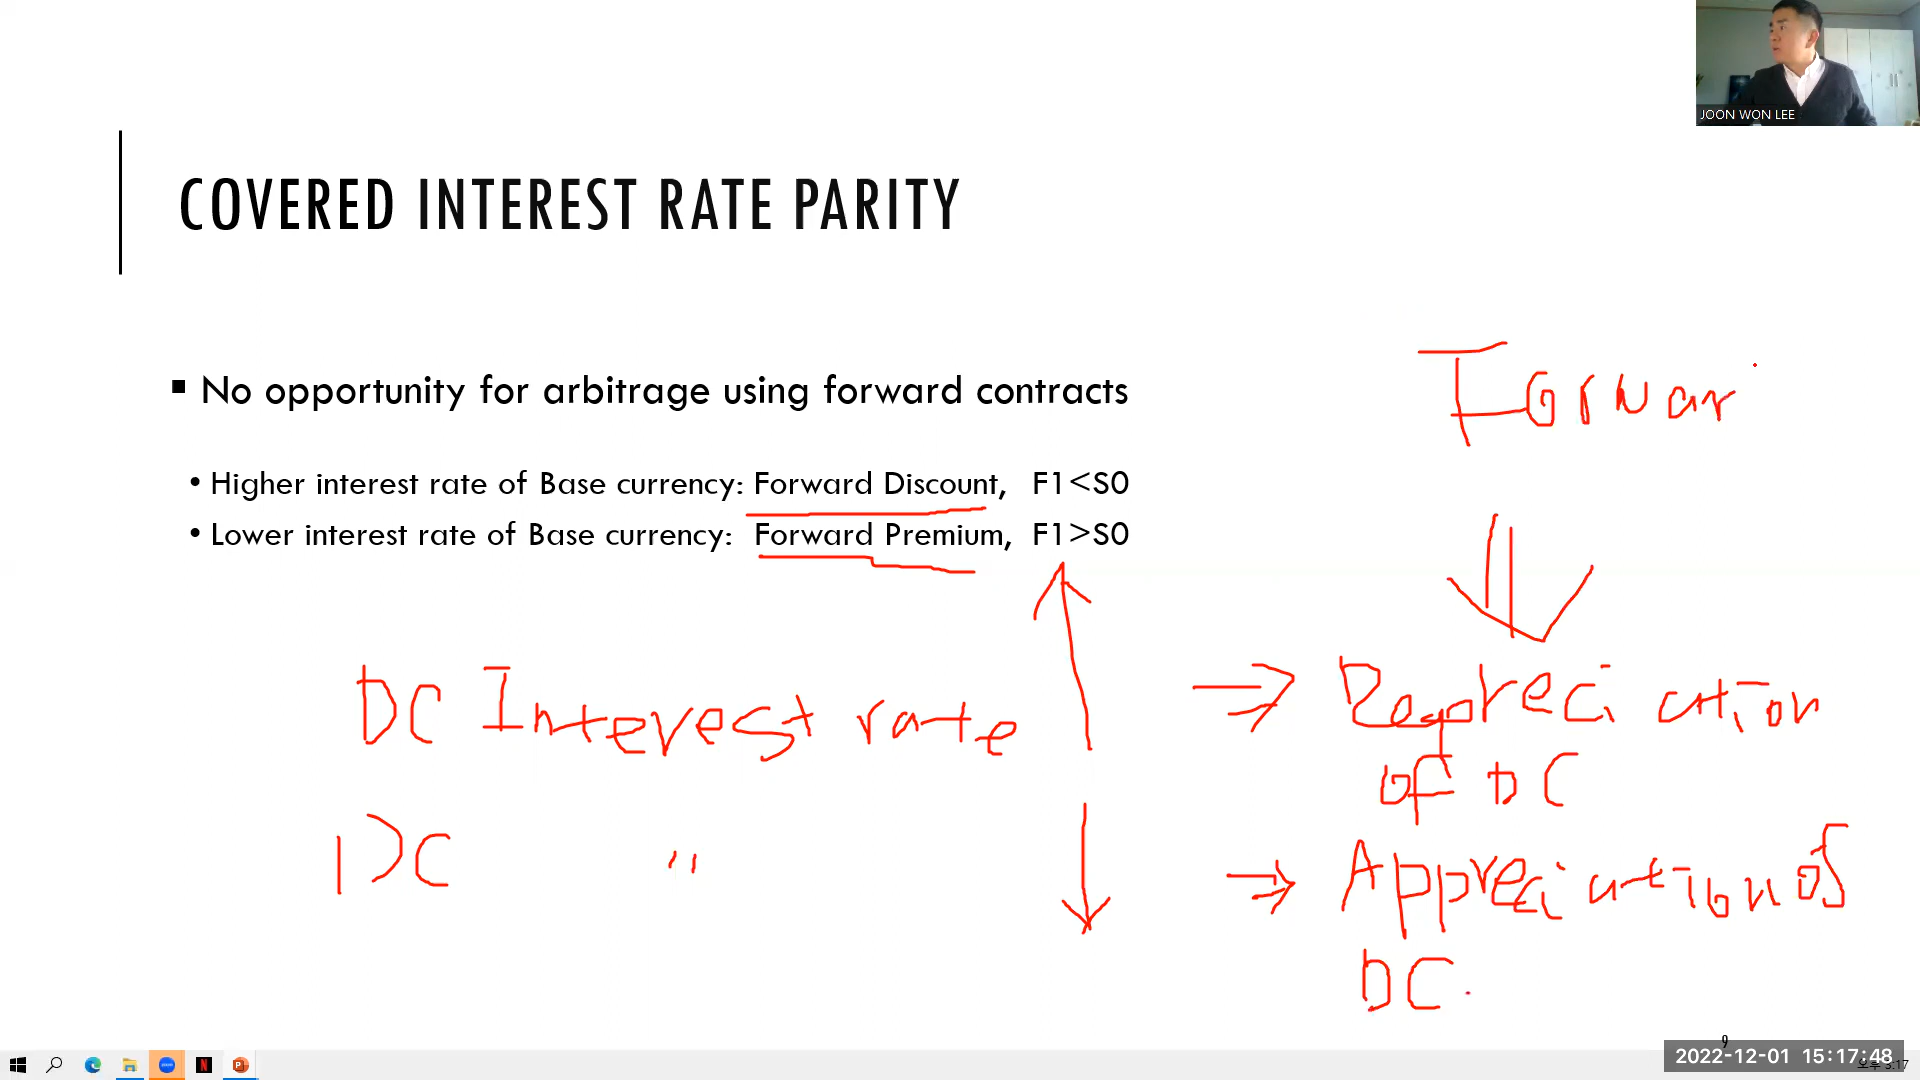 JOON WON LEE
COVERED INTEREST RATE PARITY
▪ No opportunity for arbitrage using forward contracts
Forwar
• Higher interest rate of Base currency: Forward Discount, F1<S0
• Lower interest rate of Base currency: Forward Premium, F1>S0
DC Interest rate ↑ ⇒ Depreciation
of DC
DC " ↓ ⇒ Appreciation of
DC.
9
2022-12-01 15:17:48